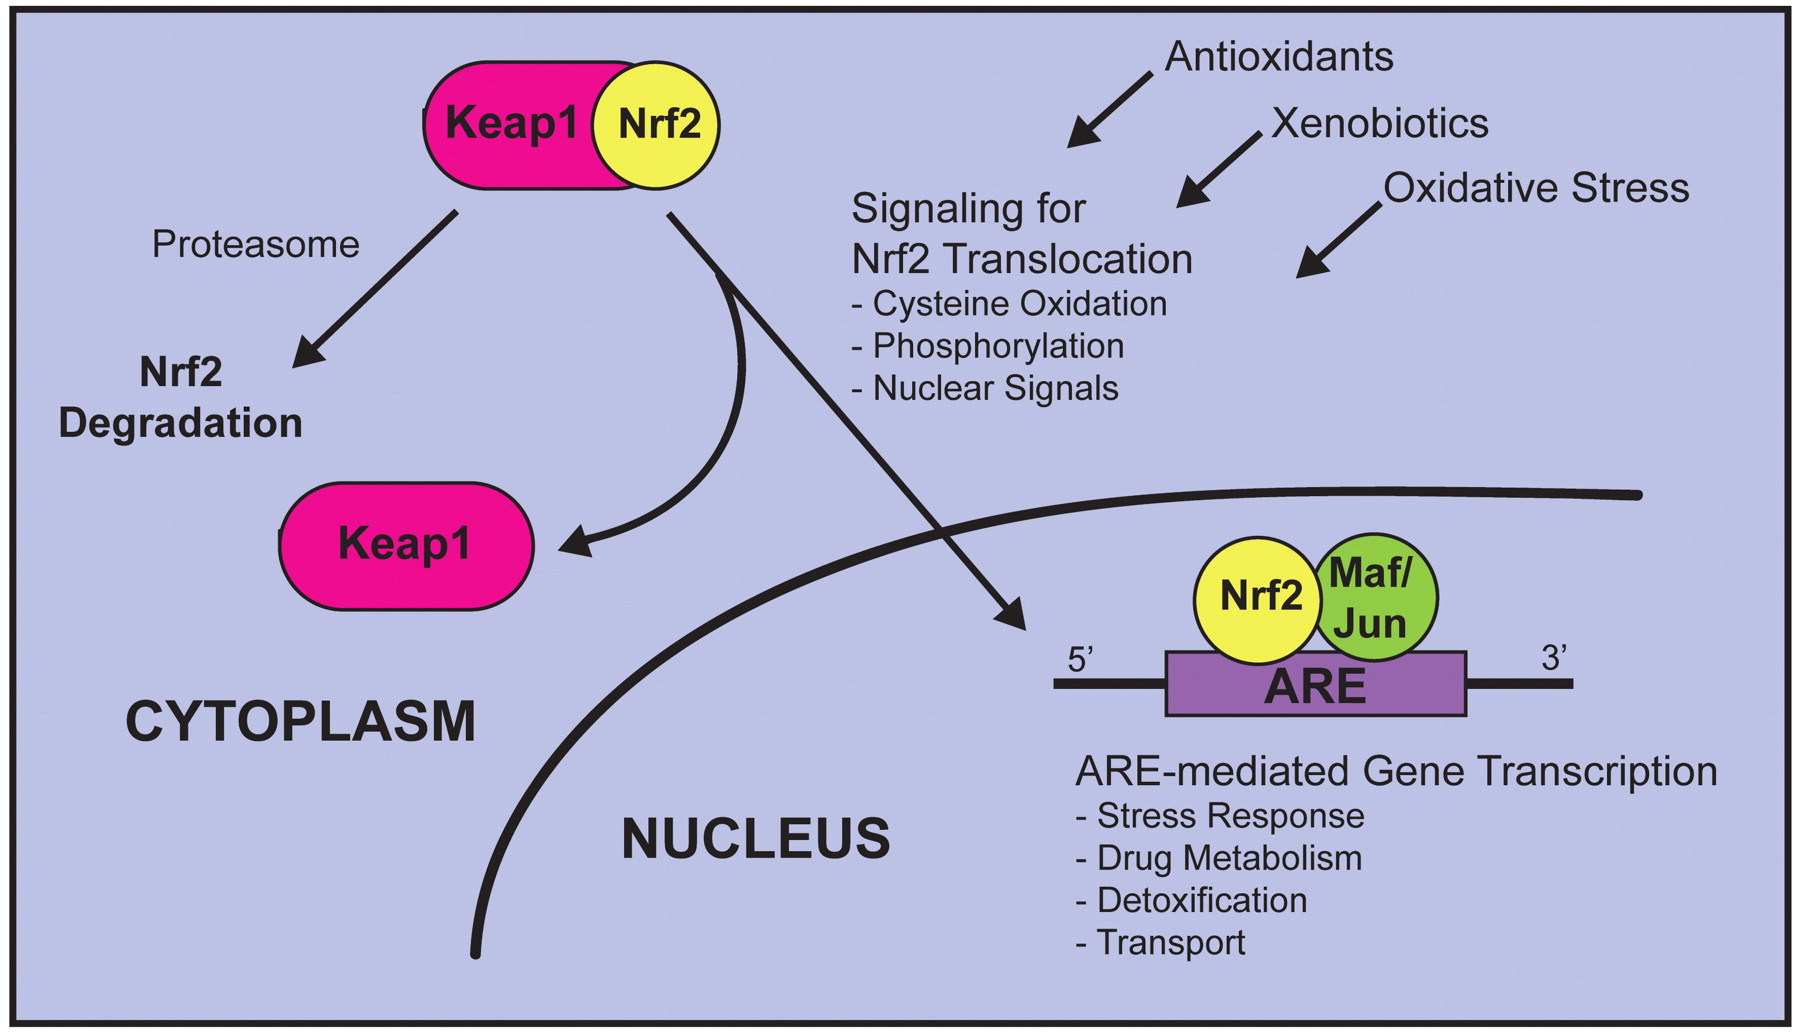 Keap1
Nrf2
Proteasome
Nrf2
Degradation
Keap1
Antioxidants
Xenobiotics
Oxidative Stress
Signaling for
Nrf2 Translocation
- Cysteine Oxidation
- Phosphorylation
- Nuclear Signals
CYTOPLASM
NUCLEUS
Nrf2
Maf/
Jun
5’
3’
ARE
ARE-mediated Gene Transcription
- Stress Response
- Drug Metabolism
- Detoxification
- Transport